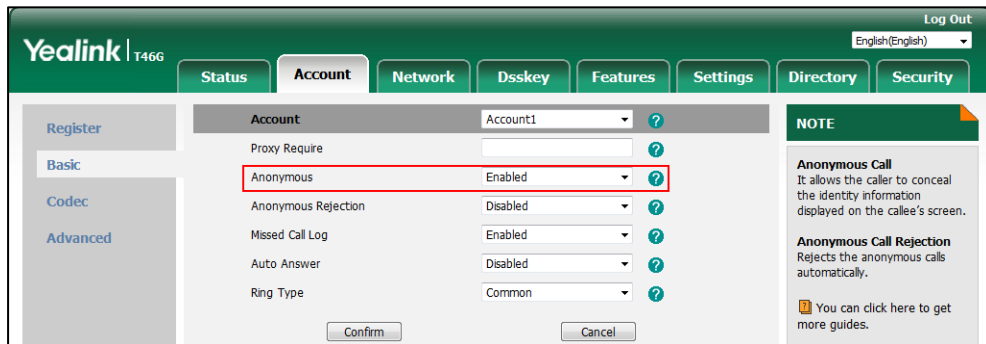 Log Out
Yealink T46G
English(English)
Status Account Network Dsskey Features Settings Directory Security
Register
Basic
Codec
Advanced
Account Account1 ?
Proxy Require ?
Anonymous Enabled ?
Anonymous Rejection Disabled ?
Missed Call Log Enabled ?
Auto Answer Disabled ?
Ring Type Common ?
Confirm Cancel
NOTE
Anonymous Call
It allows the caller to conceal
the identity information
displayed on the callee's screen.
Anonymous Call Rejection
Rejects the anonymous calls
automatically.
? You can click here to get
more guides.